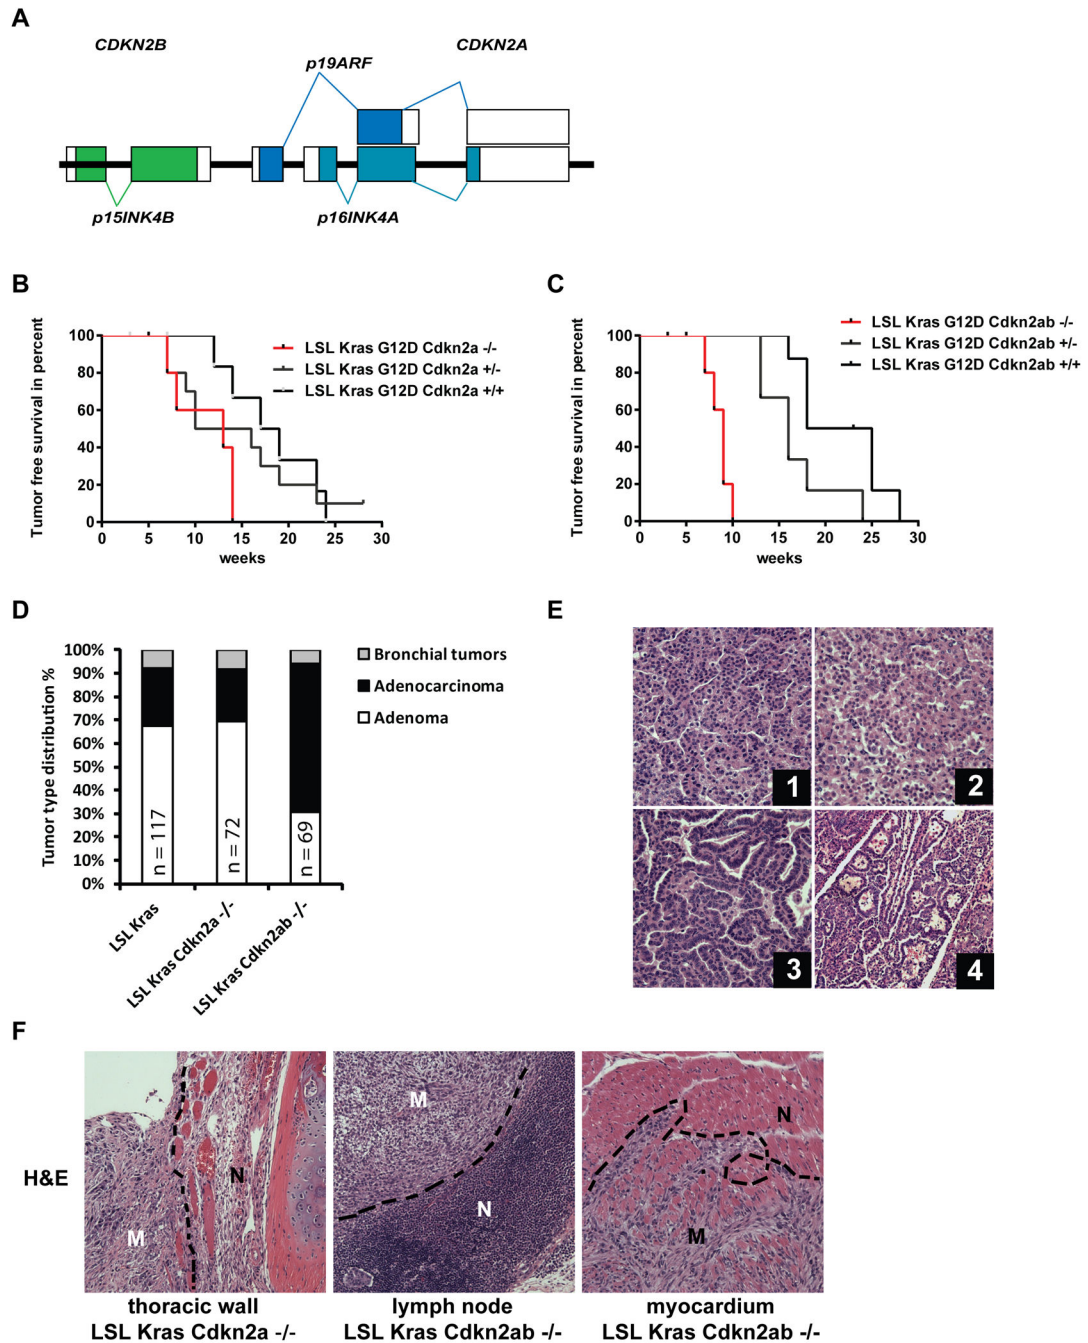 A
CDKN2B
CDKN2A
p19ARF
p15INK4B
p16INK4A
B
Tumor free survival in percent
100
80
60
40
20
0
0 5 10 15 20 25 30
weeks
LSL Kras G12D Cdkn2a -/-
LSL Kras G12D Cdkn2a +/-
LSL Kras G12D Cdkn2a +/+
C
Tumor free survival in percent
100
80
60
40
20
0
0 5 10 15 20 25 30
weeks
LSL Kras G12D Cdkn2ab -/-
LSL Kras G12D Cdkn2ab +/-
LSL Kras G12D Cdkn2ab +/+
D
Tumor type distribution %
100%
90%
80%
70%
60%
50%
40%
30%
20%
10%
0%
n = 117
n = 72
n = 69
LSL Kras
LSL Kras Cdkn2a -/-
LSL Kras Cdkn2ab -/-
Bronchial tumors
Adenocarcinoma
Adenoma
E
1
2
3
4
F
H&E
M
N
M
N
N
M
thoracic wall
LSL Kras Cdkn2a -/-
lymph node
LSL Kras Cdkn2ab -/-
myocardium
LSL Kras Cdkn2ab -/-